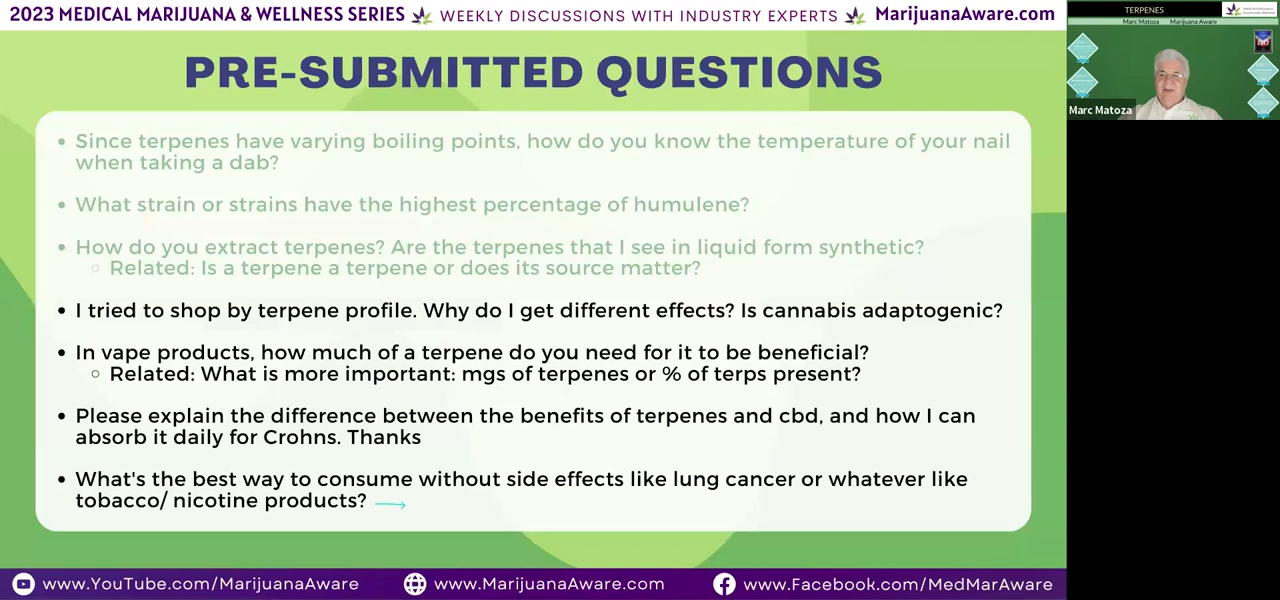 2023 MEDICAL MARIJUANA & WELLNESS SERIES WEEKLY DISCUSSIONS WITH INDUSTRY EXPERTS MarijuanaAware.com
PRE-SUBMITTED QUESTIONS
• Since terpenes have varying boiling points, how do you know the temperature of your nail
when taking a dab?
• What strain or strains have the highest percentage of humulene?
• How do you extract terpenes? Are the terpenes that I see in liquid form synthetic?
○ Related: Is a terpene a terpene or does its source matter?
• I tried to shop by terpene profile. Why do I get different effects? Is cannabis adaptogenic?
• In vape products, how much of a terpene do you need for it to be beneficial?
○ Related: What is more important: mgs of terpenes or % of terps present?
• Please explain the difference between the benefits of terpenes and cbd, and how I can
absorb it daily for Crohns. Thanks
• What's the best way to consume without side effects like lung cancer or whatever like
tobacco/ nicotine products?
www.YouTube.com/MarijuanaAware www.MarijuanaAware.com www.Facebook.com/MedMarAware
TERPENES
Marc Matoza Marijuana Aware
Marc Matoza